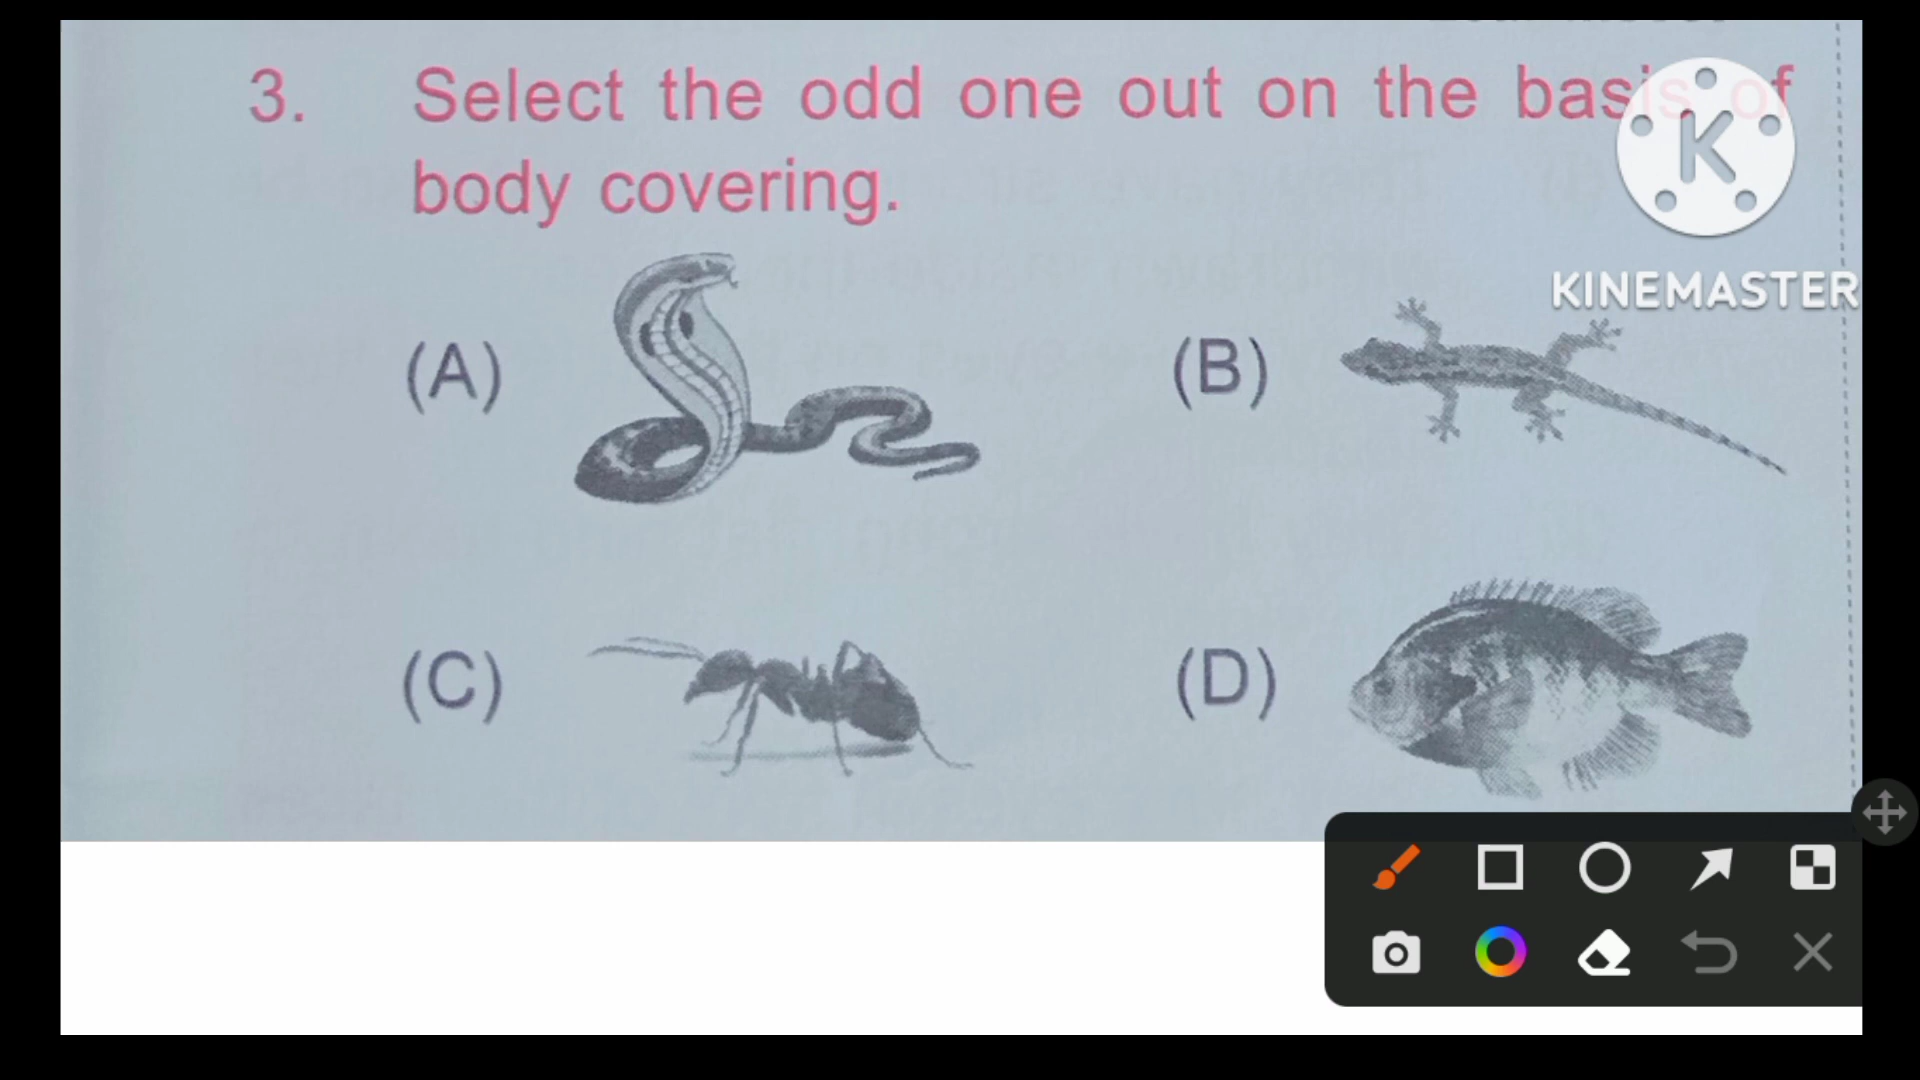 3. Select the odd one out on the basis of
body covering.
KINEMASTER
(A)
(B)
(C)
(D)